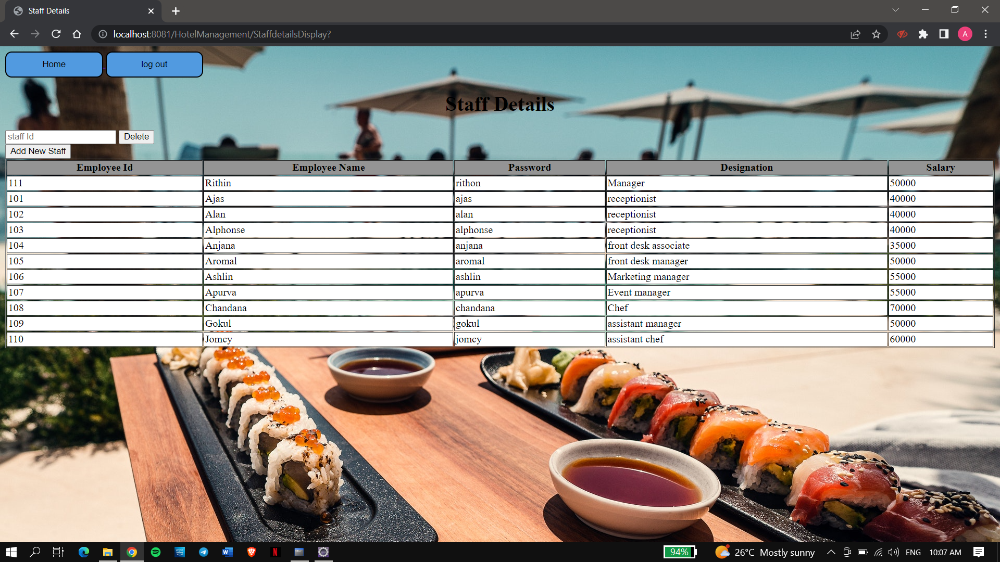 Staff Details
localhost:8081/HotelManagement/StaffdetailsDisplay?
A
Home log out
Staff Details
staff Id Delete
Add New Staff
Employee Id Employee Name Password Designation Salary
111 Rithin rithon Manager 50000
101 Ajas ajas receptionist 40000
102 Alan alan receptionist 40000
103 Alphonse alphonse receptionist 40000
104 Anjana anjana front desk associate 35000
105 Aromal aromal front desk manager 50000
106 Ashlin ashlin Marketing manager 55000
107 Apurva apurva Event manager 55000
108 Chandana chandana Chef 70000
109 Gokul gokul assistant manager 50000
110 Jomcy jomcy assistant chef 60000
94% 26°C Mostly sunny ENG 10:07 AM